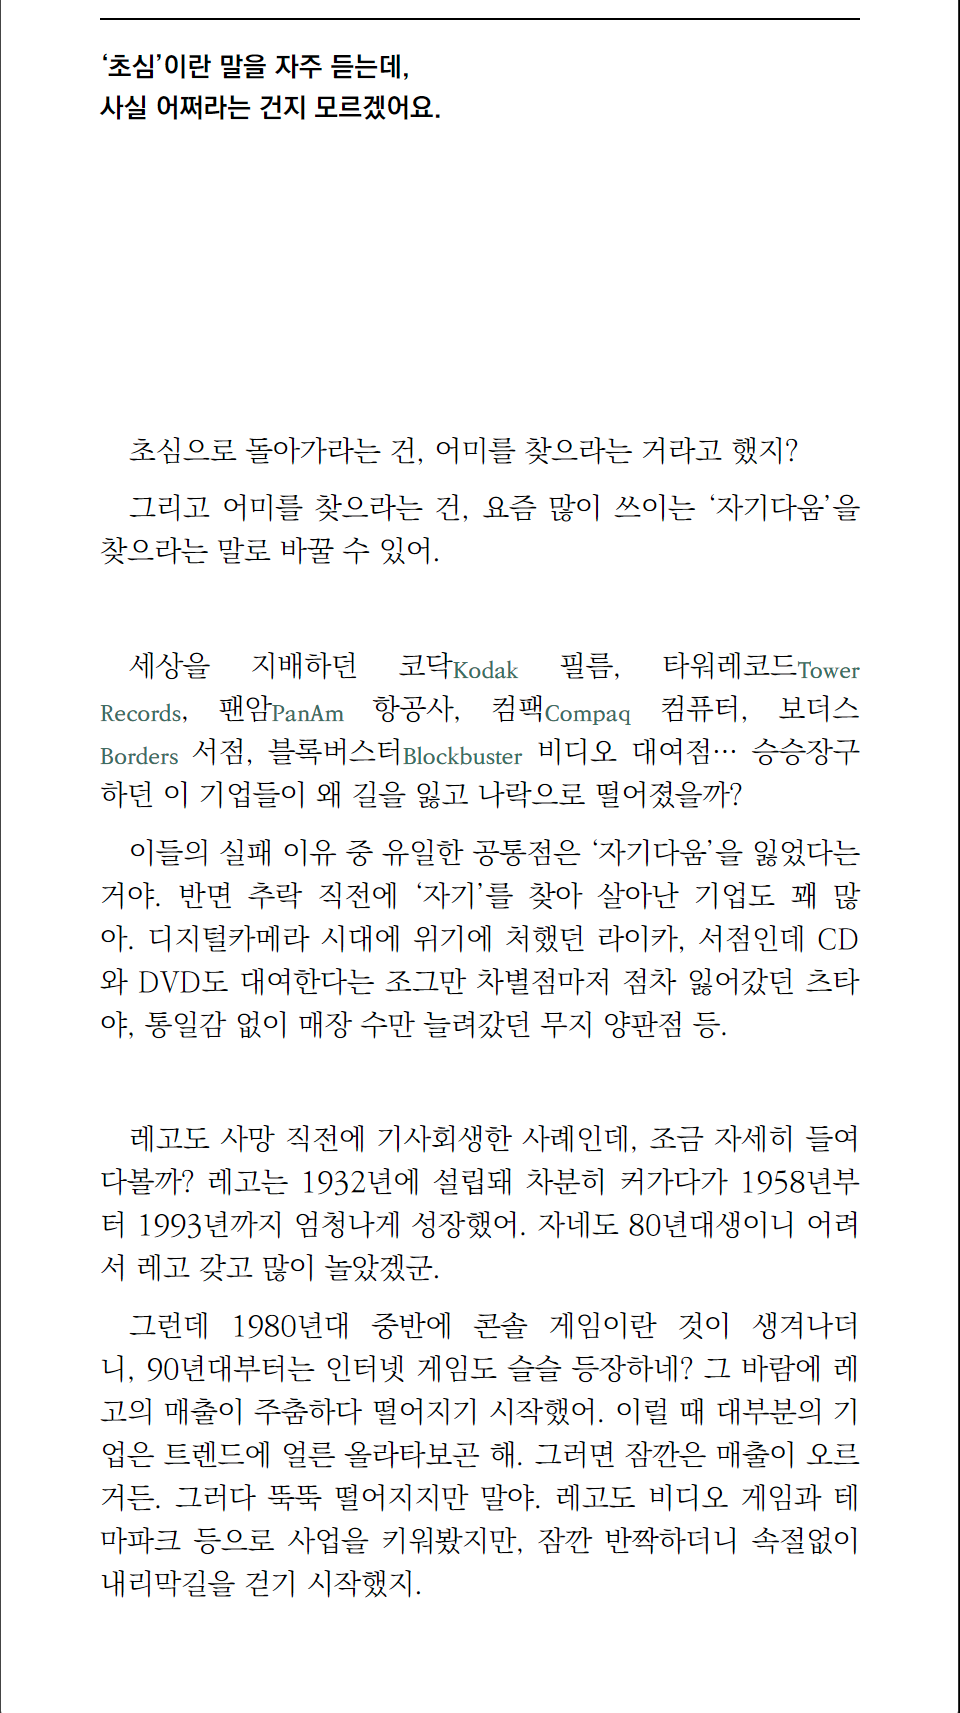 ‘초심’이란 말을 자주 듣는데,
사실 어쩌라는 건지 모르겠어요.
초심으로 돌아가라는 건, 어미를 찾으라는 거라고 했지?
그리고 어미를 찾으라는 건, 요즘 많이 쓰이는 ‘자기다움’을
찾으라는 말로 바꿀 수 있어.
세상을 지배하던 코닥Kodak 필름, 타워레코드Tower
Records, 팬암PanAm 항공사, 컴팩Compaq 컴퓨터, 보더스
Borders 서점, 블록버스터Blockbuster 비디오 대여점… 승승장구
하던 이 기업들이 왜 길을 잃고 나락으로 떨어졌을까?
이들의 실패 이유 중 유일한 공통점은 ‘자기다움’을 잃었다는
거야. 반면 추락 직전에 ‘자기’를 찾아 살아난 기업도 꽤 많
아. 디지털카메라 시대에 위기에 처했던 라이카, 서점인데 CD
와 DVD도 대여한다는 조그만 차별점마저 점차 잃어갔던 츠타
야, 통일감 없이 매장 수만 늘려갔던 무지 양판점 등.
레고도 사망 직전에 기사회생한 사례인데, 조금 자세히 들여
다볼까? 레고는 1932년에 설립돼 차분히 커가다가 1958년부
터 1993년까지 엄청나게 성장했어. 자네도 80년대생이니 어려
서 레고 갖고 많이 놀았겠군.
그런데 1980년대 중반에 콘솔 게임이란 것이 생겨나더
니, 90년대부터는 인터넷 게임도 슬슬 등장하네? 그 바람에 레
고의 매출이 주춤하다 떨어지기 시작했어. 이럴 때 대부분의 기
업은 트렌드에 얼른 올라타보곤 해. 그러면 잠깐은 매출이 오르
거든. 그러다 뚝뚝 떨어지지만 말야. 레고도 비디오 게임과 테
마파크 등으로 사업을 키워봤지만, 잠깐 반짝하더니 속절없이
내리막길을 걷기 시작했지.